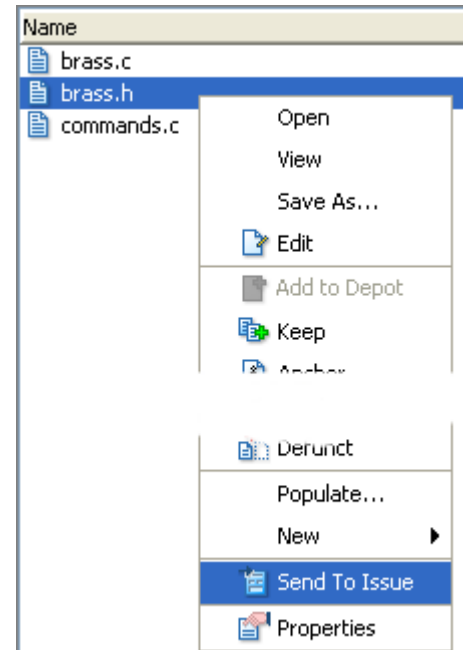 Name
brass.c
brass.h
commands.c
Open
View
Save As...
Edit
Add to Depot
Keep
Anchor
Defunct
Populate...
New
Send To Issue
Properties